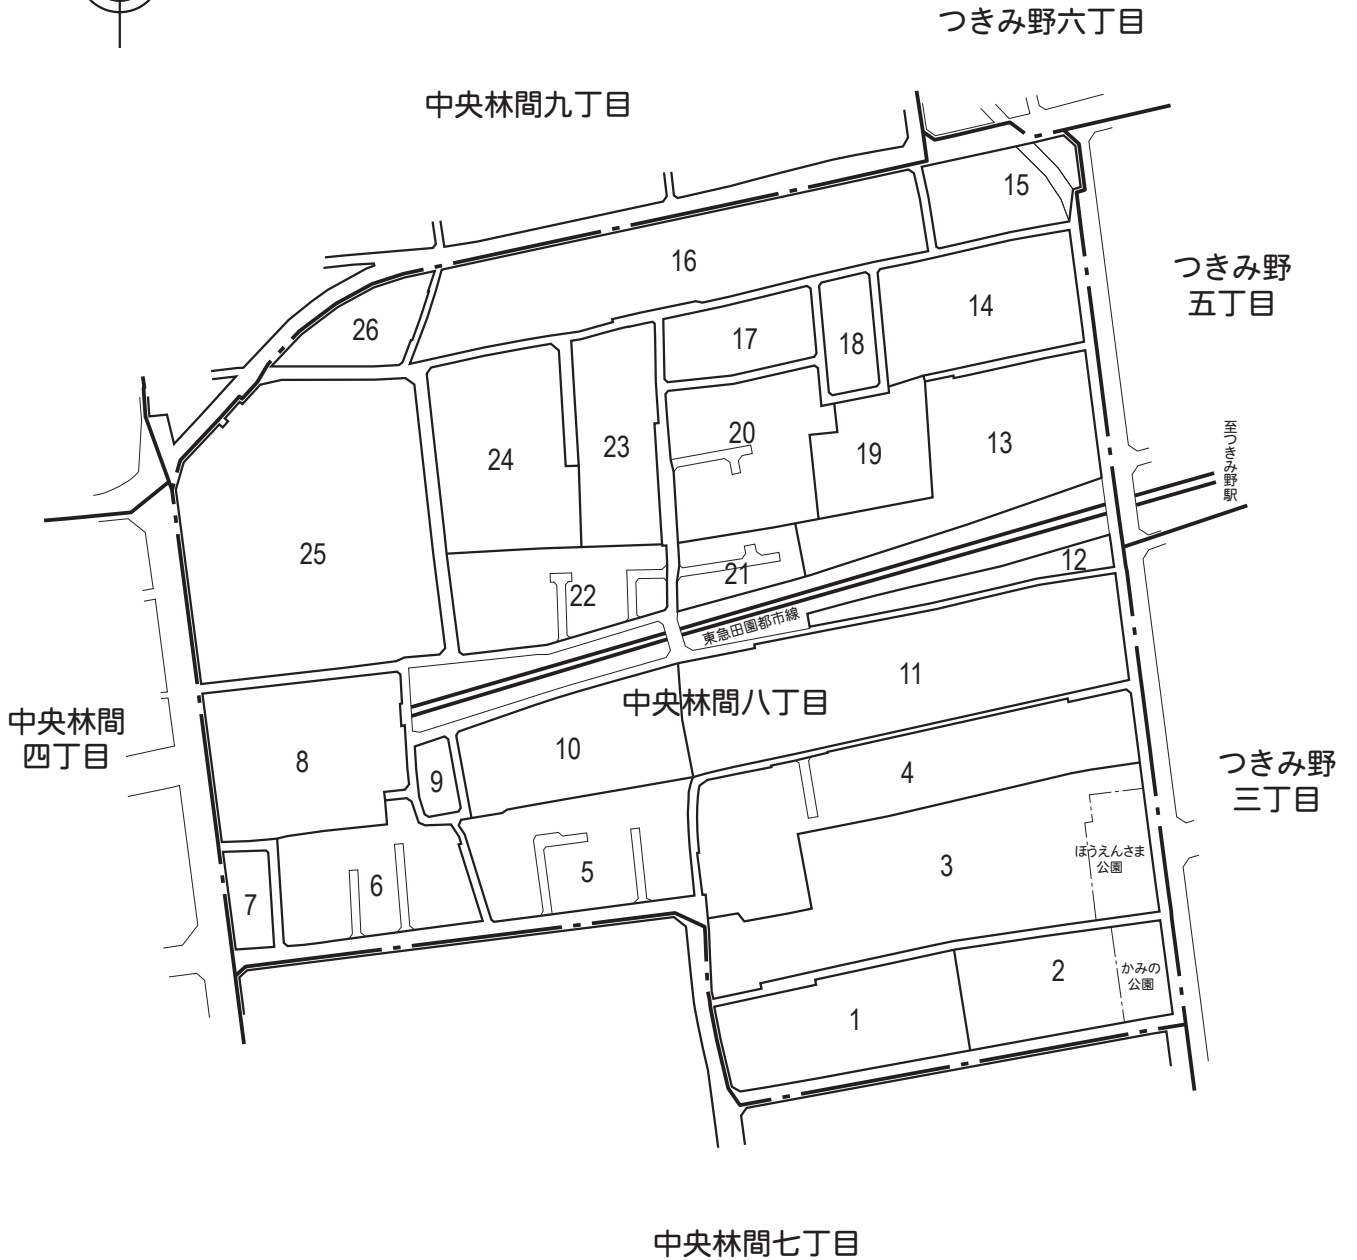 つきみ野六丁目
中央林間九丁目
15
つきみ野
五丁目
16
14
26
17
18
至つきみ野駅
20
23
24
19
13
25
12
21
22
東急田園都市線
11
中央林間八丁目
中央林間
四丁目
10
8
9
4
つきみ野
三丁目
ほうえんさま
公園
3
5
6
7
2
かみの
公園
1
中央林間七丁目